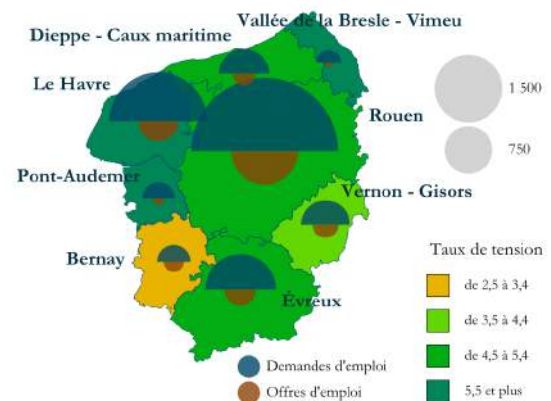 Vallée de la Bresle - Vimeu
Dieppe - Caux maritime
Le Havre
Rouen
1 500
750
Pont-Audemer
Vernon - Gisors
Bernay
Évreux
Taux de tension
de 2,5 à 3,4
de 3,5 à 4,4
de 4,5 à 5,4
5,5 et plus
Demandes d'emploi
Offres d'emploi